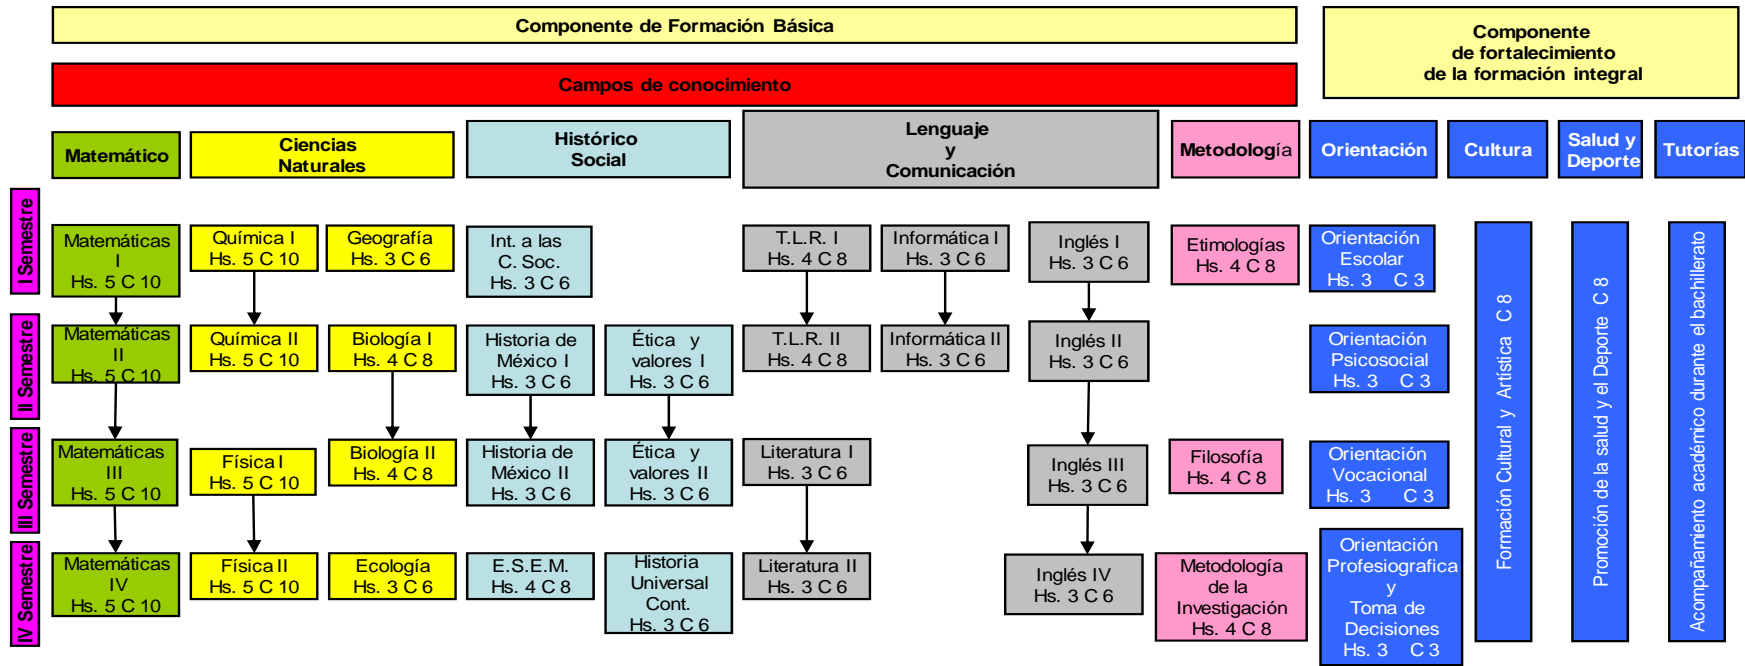 Componente de Formación Básica
Componente
de fortalecimiento
de la formación integral
Campos de conocimiento
Matemático
Ciencias
Naturales
Histórico
Social
Lenguaje
y
Comunicación
Metodología
Orientación
Cultura
Salud y
Deporte
Tutorías
I Semestre
Matemáticas
I
Hs. 5 C 10
Química I
Hs. 5 C 10
Geografía
Hs. 3 C 6
Int. a las
C. Soc.
Hs. 3 C 6
T.L.R. I
Hs. 4 C 8
Informática I
Hs. 3 C 6
Inglés I
Hs. 3 C 6
Etimologías
Hs. 4 C 8
Orientación
Escolar
Hs. 3 C 3
II Semestre
Matemáticas
II
Hs. 5 C 10
Química II
Hs. 5 C 10
Biología I
Hs. 4 C 8
Historia de
México I
Hs. 3 C 6
Ética y
valores I
Hs. 3 C 6
T.L.R. II
Hs. 4 C 8
Informática II
Hs. 3 C 6
Inglés II
Hs. 3 C 6
Orientación
Psicosocial
Hs. 3 C 3
III Semestre
Matemáticas
III
Hs. 5 C 10
Física I
Hs. 5 C 10
Biología II
Hs. 4 C 8
Historia de
México II
Hs. 3 C 6
Ética y
valores II
Hs. 3 C 6
Literatura I
Hs. 3 C 6
Inglés III
Hs. 3 C 6
Filosofía
Hs. 4 C 8
Orientación
Vocacional
Hs. 3 C 3
IV Semestre
Matemáticas
IV
Hs. 5 C 10
Física II
Hs. 5 C 10
Ecología
Hs. 3 C 6
E.S.E.M.
Hs. 4 C 8
Historia
Universal
Cont.
Hs. 3 C 6
Literatura II
Hs. 3 C 6
Inglés IV
Hs. 3 C 6
Metodología
de la
Investigación
Hs. 4 C 8
Orientación
Profesiografica
y
Toma de
Decisiones
Hs. 3 C 3
Formación Cultural y Artística C 8
Promoción de la salud y el Deporte C 8
Acompañamiento académico durante el bachillerato